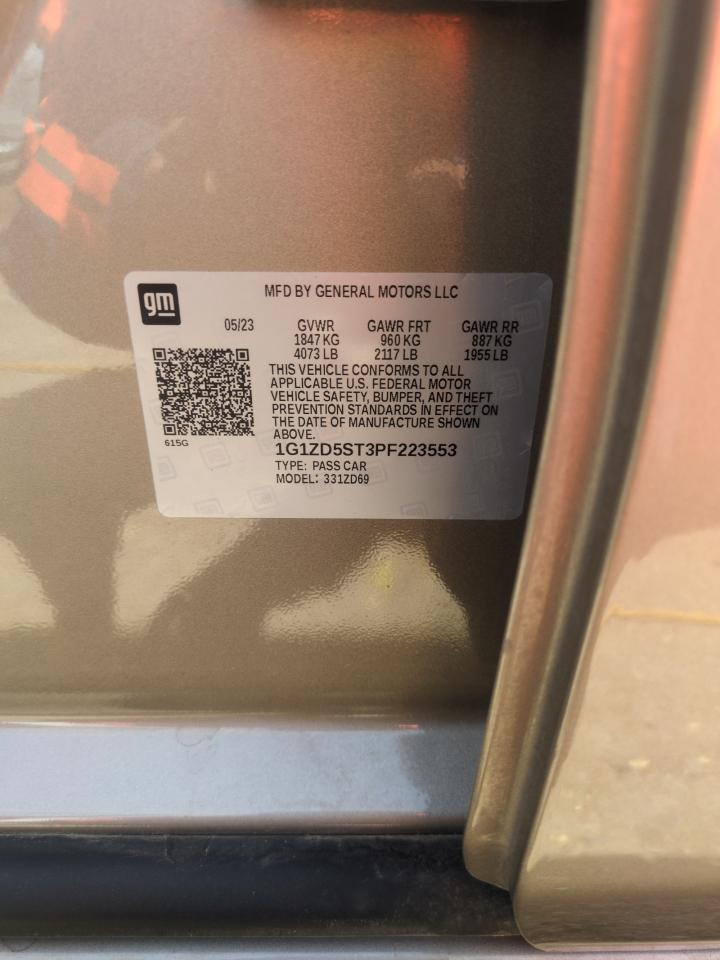 gm
MFD BY GENERAL MOTORS LLC
05/23 GVWR GAWR FRT GAWR RR
1847 KG 960 KG 887 KG
4073 LB 2117 LB 1955 LB
THIS VEHICLE CONFORMS TO ALL
APPLICABLE U.S. FEDERAL MOTOR
VEHICLE SAFETY, BUMPER, AND THEFT
PREVENTION STANDARDS IN EFFECT ON
THE DATE OF MANUFACTURE SHOWN
ABOVE.
615G
1G1ZD5ST3PF223553
TYPE: PASS CAR
MODEL: 331ZD69